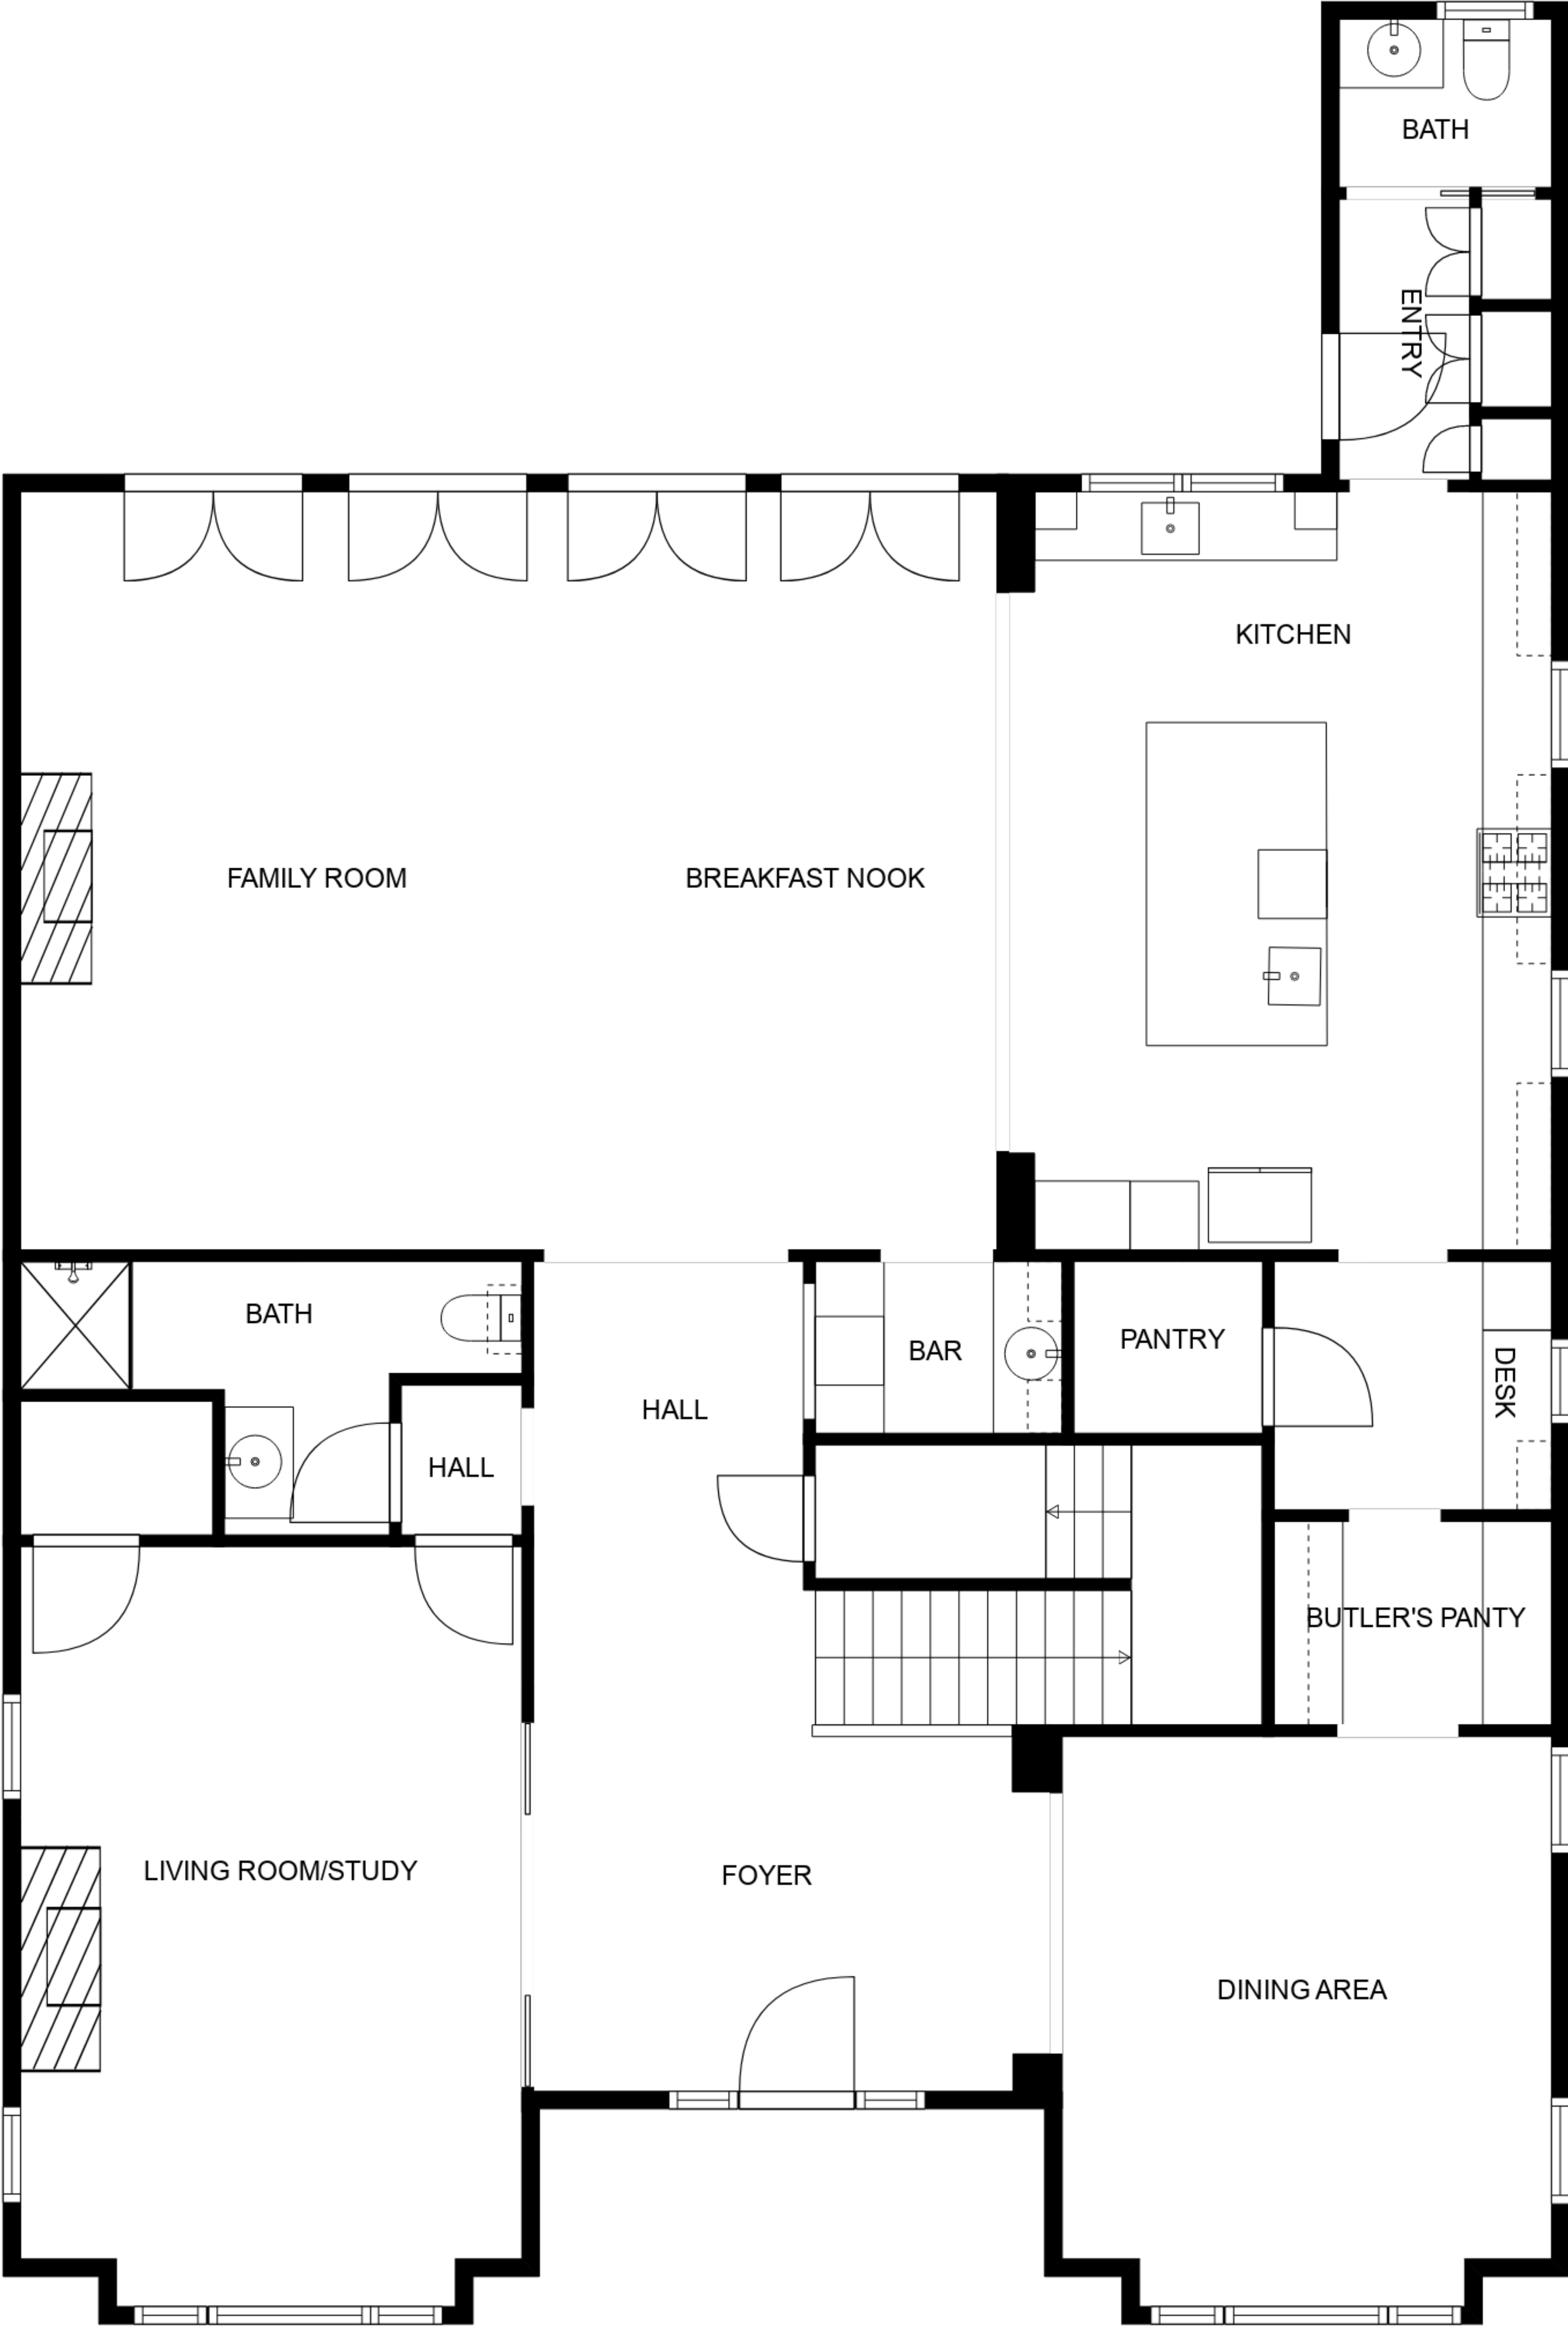 BATH
ENTRY
KITCHEN
FAMILY ROOM
BREAKFAST NOOK
BATH
PANTRY
BAR
DESK
HALL
HALL
BUTLER'S PANTY
LIVING ROOM/STUDY
FOYER
DINING AREA